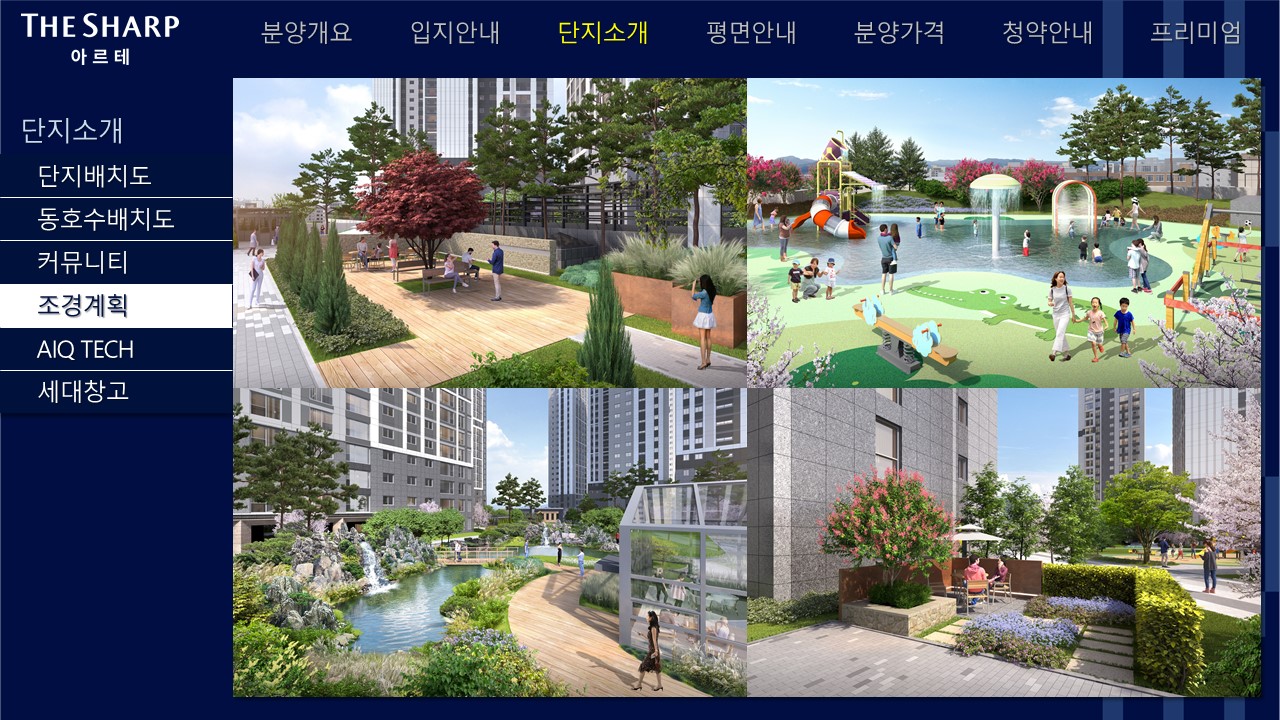 THE SHARP
아르테
분양개요 입지안내 단지소개 평면안내 분양가격 청약안내 프리미엄
단지소개
단지배치도
동호수배치도
커뮤니티
조경계획
AIQ TECH
세대창고